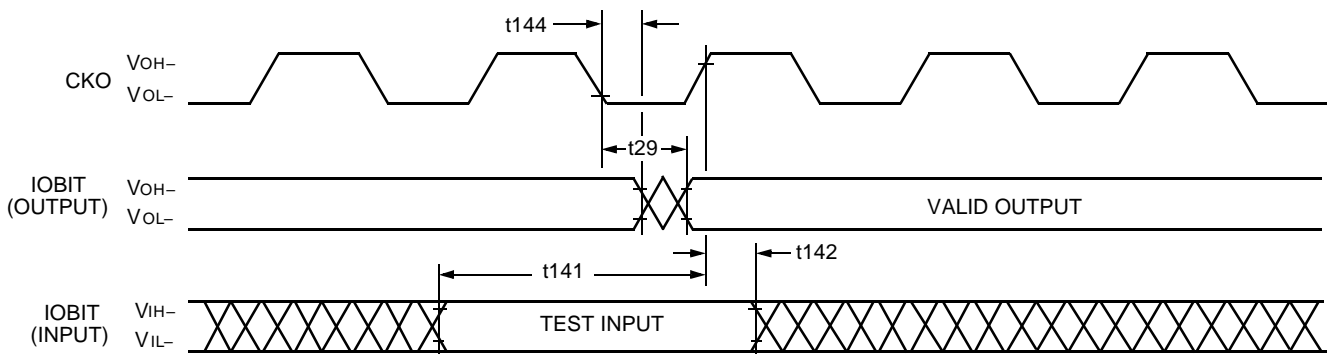 t144
VOH–
CKO
VOL–
t29
IOBIT
(OUTPUT)
VOH–
VOL–
VALID OUTPUT
t142
t141
IOBIT
(INPUT)
VIH–
VIL–
TEST INPUT